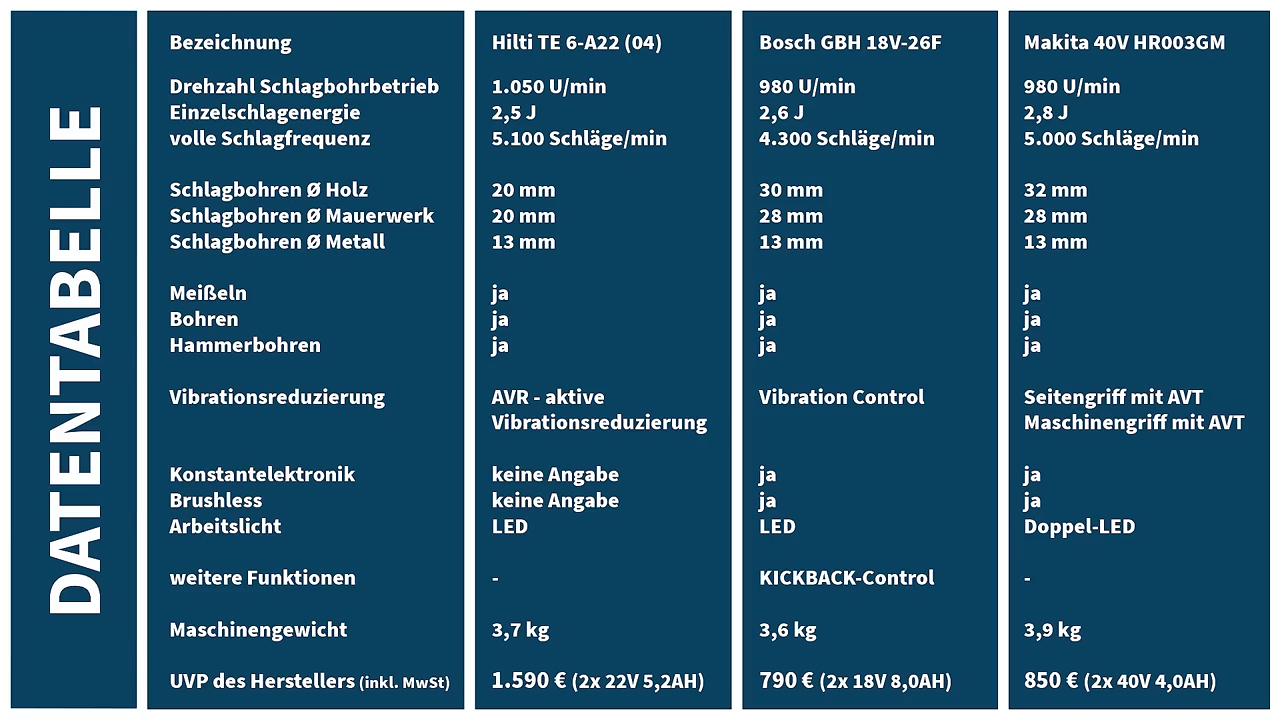 DATENTABELLE
Bezeichnung Hilti TE 6-A22 (04) Bosch GBH 18V-26F Makita 40V HR003GM
Drehzahl Schlagbohrbetrieb 1.050 U/min 980 U/min 980 U/min
Einzelschlagenergie 2,5 J 2,6 J 2,8 J
volle Schlagfrequenz 5.100 Schläge/min 4.300 Schläge/min 5.000 Schläge/min
Schlagbohren Ø Holz 20 mm 30 mm 32 mm
Schlagbohren Ø Mauerwerk 20 mm 28 mm 28 mm
Schlagbohren Ø Metall 13 mm 13 mm 13 mm
Meißeln ja ja ja
Bohren ja ja ja
Hammerbohren ja ja ja
Vibrationsreduzierung AVR - aktive Vibration Control Seitengriff mit AVT
Vibrationsreduzierung Maschinengriff mit AVT
Konstantelektronik keine Angabe ja ja
Brushless keine Angabe ja ja
Arbeitslicht LED LED Doppel-LED
weitere Funktionen - KICKBACK-Control -
Maschinengewicht 3,7 kg 3,6 kg 3,9 kg
UVP des Herstellers (inkl. MwSt) 1.590 € (2x 22V 5,2AH) 790 € (2x 18V 8,0AH) 850 € (2x 40V 4,0AH)